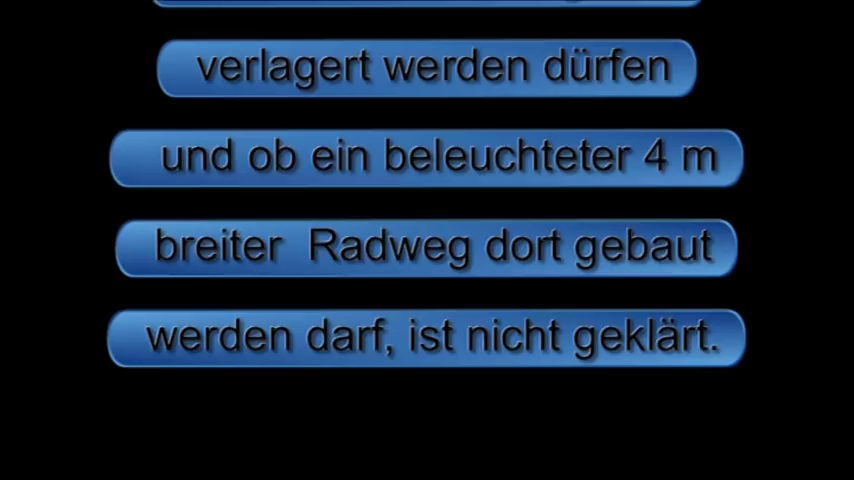 verlagert werden dürfen
und ob ein beleuchteter 4 m
breiter Radweg dort gebaut
werden darf, ist nicht geklärt.